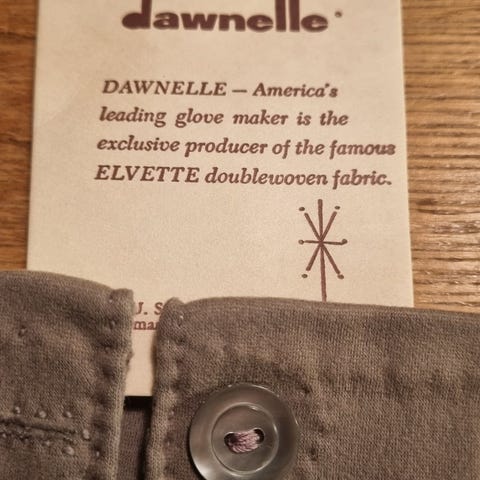 dawnelle
DAWNELLE — America's
leading glove maker is the
exclusive producer of the famous
ELVETTE doublewoven fabric.